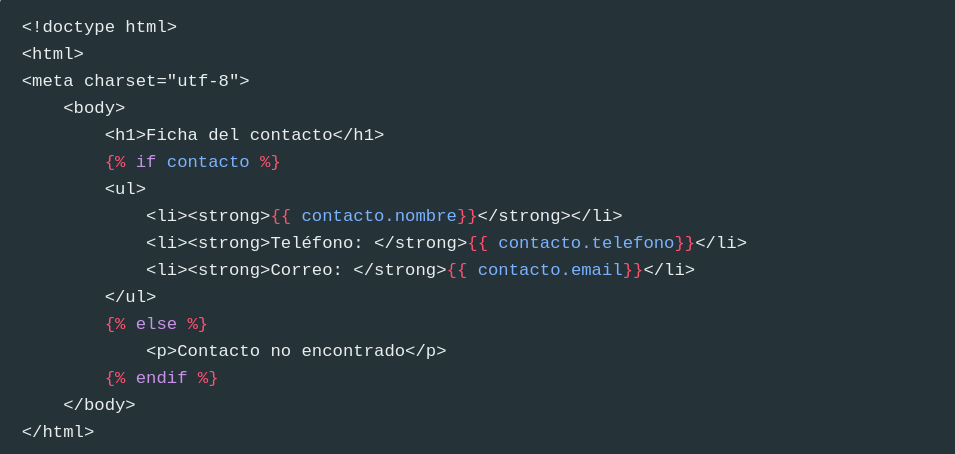 <!doctype html>
<html>
<meta charset="utf-8">
    <body>
        <h1>Ficha del contacto</h1>
        {% if contacto %}
        <ul>
            <li><strong>{{ contacto.nombre}}</strong></li>
            <li><strong>Teléfono: </strong>{{ contacto.telefono}}</li>
            <li><strong>Correo: </strong>{{ contacto.email}}</li>
        </ul>
        {% else %}
            <p>Contacto no encontrado</p>
        {% endif %}
    </body>
</html>